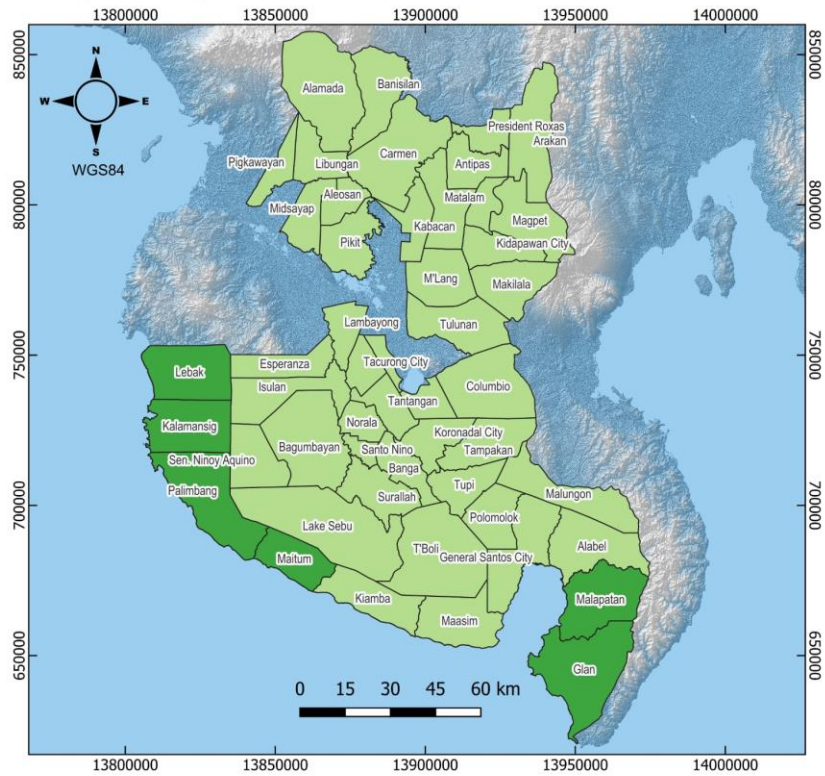 13800000 13850000 13900000 13950000 14000000
850000 850000
N
W E
S
WGS84
Alamada
Banisilan
President Roxas
Arakan
Pigkawayan
Libungan
Carmen
Antipas
Aleosan
Matalam
800000 800000
Midsayap
Kabacan
Magpet
Pikit
Kidapawan City
M'Lang
Makilala
Lambayong
Tulunan
750000 750000
Lebak
Esperanza
Tacurong City
Isulan
Columbio
Tantangan
Kalamansig
Norala
Koronadal City
Bagumbayan
Santo Nino
Tampakan
Sen. Ninoy Aquino
Banga
Palimbang
Surallah
Tupi
Malungon
700000 700000
Lake Sebu
Polomolok
T'Boli
General Santos City
Alabel
Maitum
Kiamba
Malapatan
Maasim
650000 650000
Glan
0 15 30 45 60 km
13800000 13850000 13900000 13950000 14000000